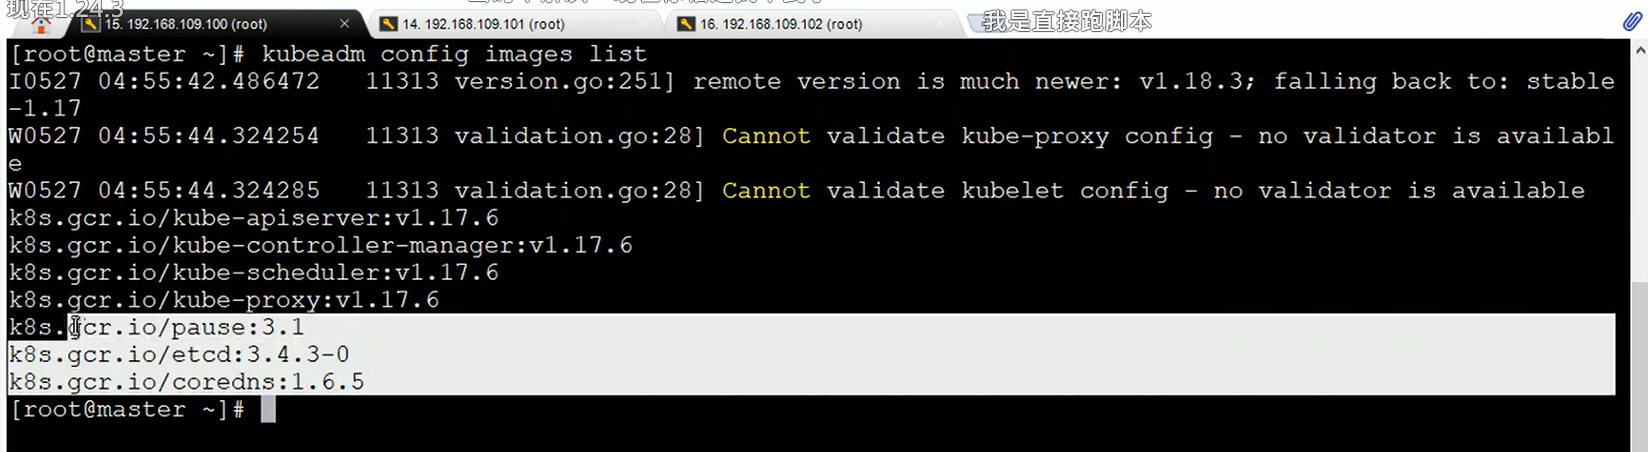 现在1.24.3
15. 192.168.109.100 (root)
14. 192.168.109.101 (root)
16. 192.168.109.102 (root)
我是直接跑脚本
[root@master ~]# kubeadm config images list
I0527 04:55:42.486472   11313 version.go:251] remote version is much newer: v1.18.3; falling back to: stable
-1.17
W0527 04:55:44.324254   11313 validation.go:28] Cannot validate kube-proxy config - no validator is availabl
e
W0527 04:55:44.324285   11313 validation.go:28] Cannot validate kubelet config - no validator is available
k8s.gcr.io/kube-apiserver:v1.17.6
k8s.gcr.io/kube-controller-manager:v1.17.6
k8s.gcr.io/kube-scheduler:v1.17.6
k8s.gcr.io/kube-proxy:v1.17.6
k8s.gcr.io/pause:3.1
k8s.gcr.io/etcd:3.4.3-0
k8s.gcr.io/coredns:1.6.5
[root@master ~]#